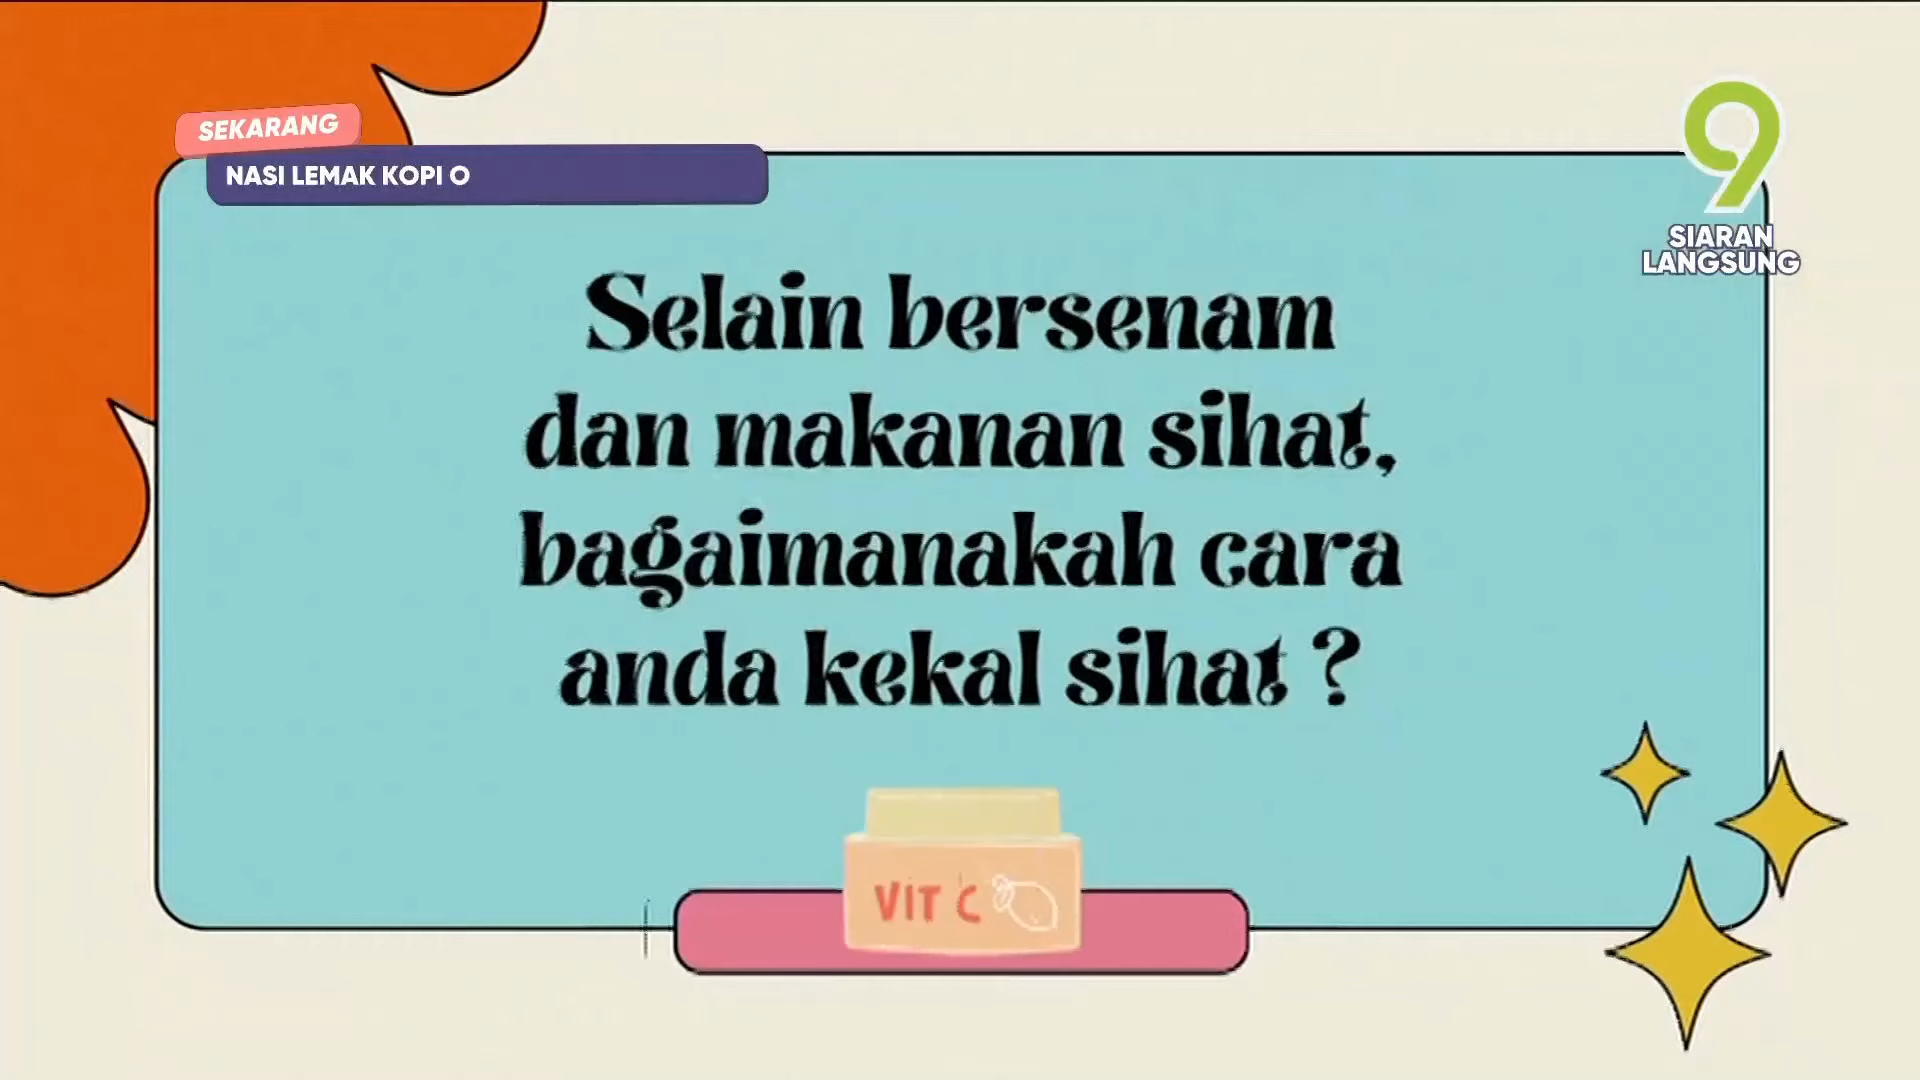 SEKARANG
NASI LEMAK KOPI O
9
SIARAN
LANGSUNG
Selain bersenam
dan makanan sihat,
bagaimanakah cara
anda kekal sihat ?
VIT C